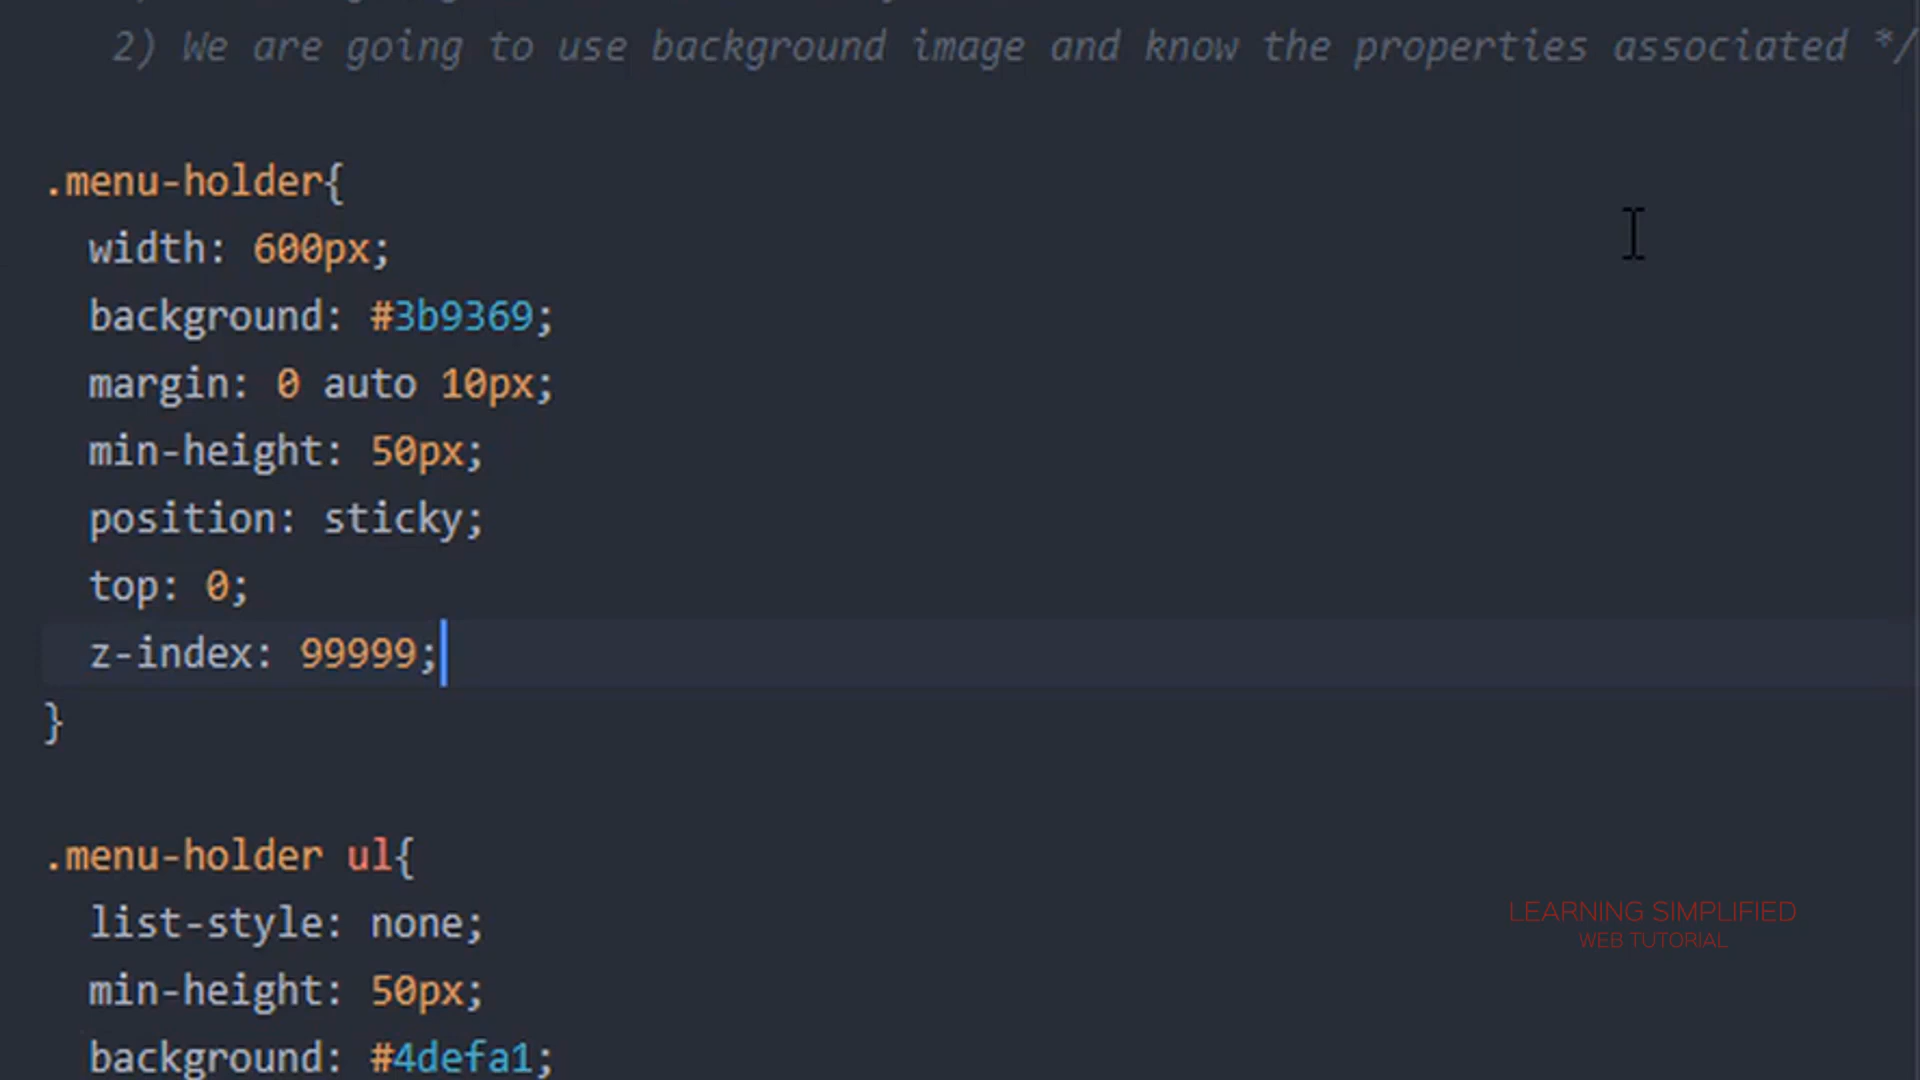 2) We are going to use background image and know the properties associated */
.menu-holder{
width: 600px;
background: #3b9369;
margin: 0 auto 10px;
min-height: 50px;
position: sticky;
top: 0;
z-index: 99999;
}
.menu-holder ul{
list-style: none;
min-height: 50px;
background: #4defa1;
LEARNING SIMPLIFIED
WEB TUTORIAL